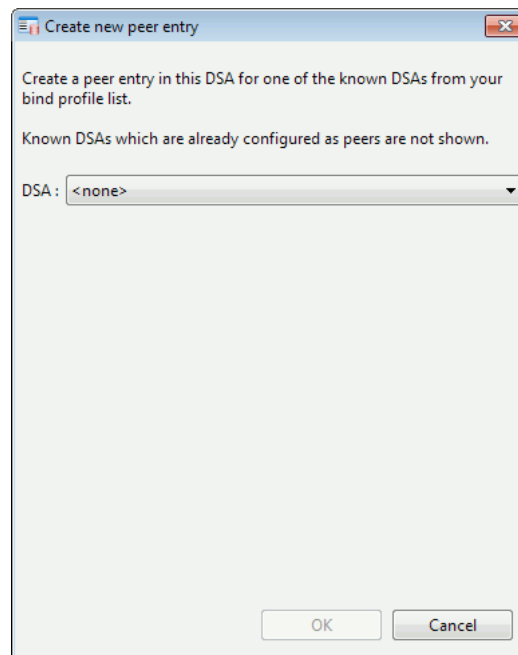 Create new peer entry
Create a peer entry in this DSA for one of the known DSAs from your
bind profile list.
Known DSAs which are already configured as peers are not shown.
DSA : <none>
OK
Cancel